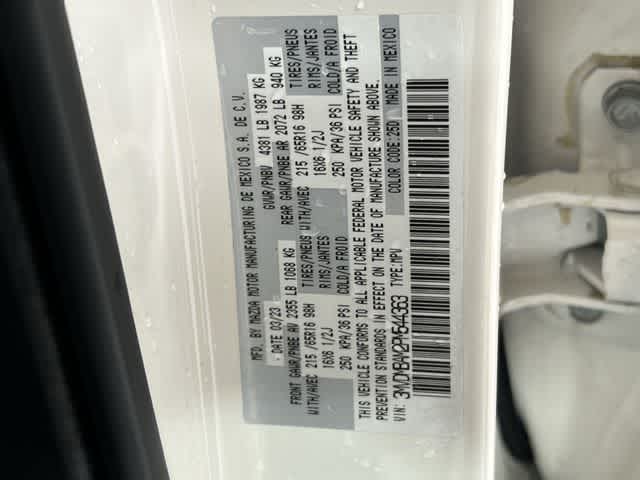 MFD. BY MAZDA MOTOR MANUFACTURING DE MEXICO S.A. DE C.V.
DATE 03/23 GVWR/PNBV 4381 LB 1987 KG
FRONT GAWR/PNBE AV 2355 LB 1068 KG REAR GAWR/PNBE AR 2072 LB 940 KG
TIRES/PNEUS TIRES/PNEUS
WITH/AVEC 215 /65R16 98H RIMS/JANTES WITH/AVEC 215 /65R16 98H RIMS/JANTES
16X6 1/2J 16X6 1/2J
250 KPA/36 PSI COLD/A FROID 250 KPA/36 PSI COLD/A FROID
THIS VEHICLE CONFORMS TO ALL APPLICABLE FEDERAL MOTOR VEHICLE SAFETY AND THEFT
PREVENTION STANDARDS IN EFFECT ON THE DATE OF MANUFACTURE SHOWN ABOVE.
COLOR CODE:25D MADE IN MEXICO
VIN: TYPE:MPV